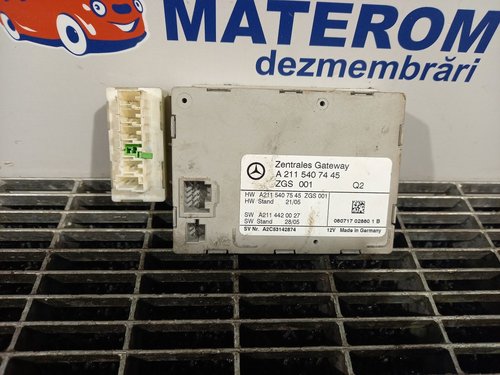 MATEROM
dezmembrări
Zentrales Gateway
A 211 540 74 45
ZGS 001 Q2
HW A211 540 75 45 ZGS 001
HW Stand 21/05
SW A211 442 00 27
SW Stand 28/05
080717 02880 1 B
SV Nr. A2C53142874 12V Made in Germany